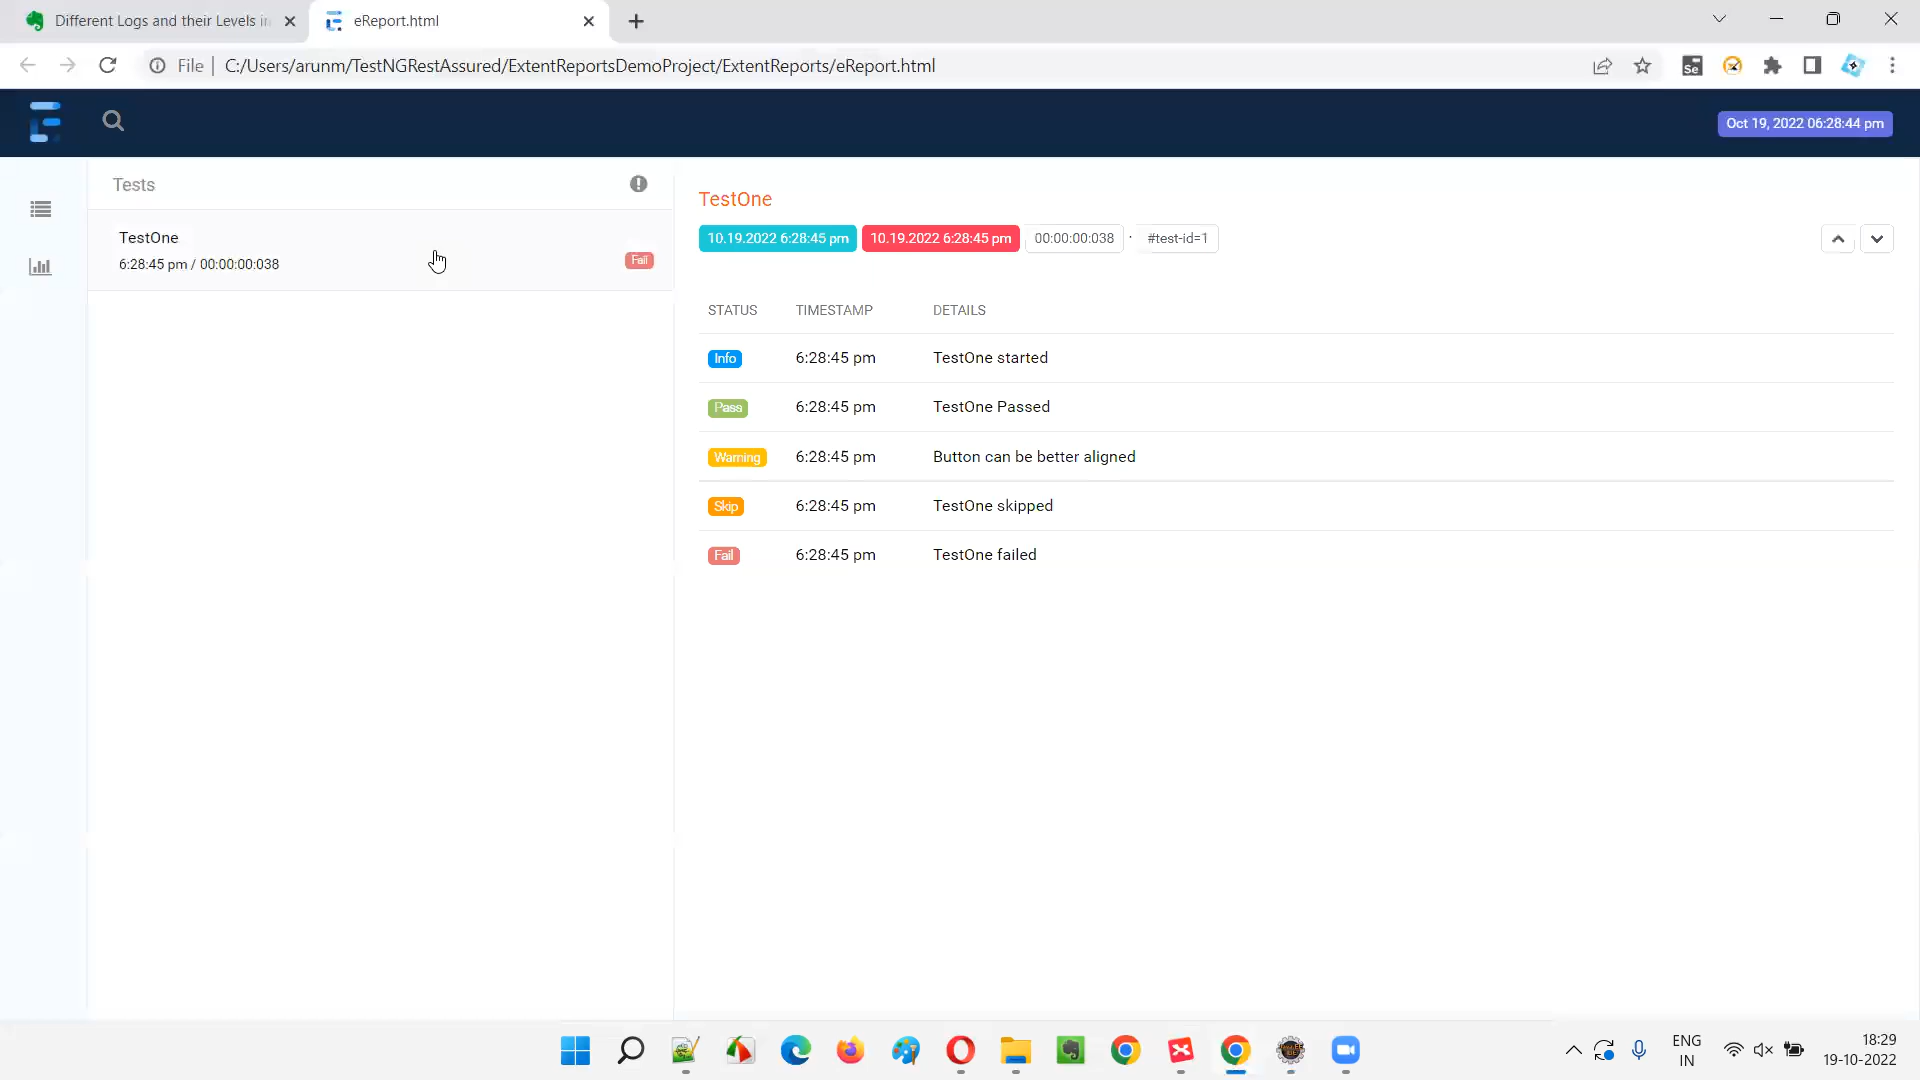 Different Logs and their Levels in
eReport.html
File
C:/Users/arunm/TestNGRestAssured/ExtentReportsDemoProject/ExtentReports/eReport.html
Se
Oct 19, 2022 06:28:44 pm
Tests
TestOne
6:28:45 pm / 00:00:00:038
Fail
TestOne
10.19.2022 6:28:45 pm 10.19.2022 6:28:45 pm 00:00:00:038 · #test-id=1
STATUS TIMESTAMP DETAILS
Info 6:28:45 pm TestOne started
Pass 6:28:45 pm TestOne Passed
Warning 6:28:45 pm Button can be better aligned
Skip 6:28:45 pm TestOne skipped
Fail 6:28:45 pm TestOne failed
ENG
IN
18:29
19-10-2022